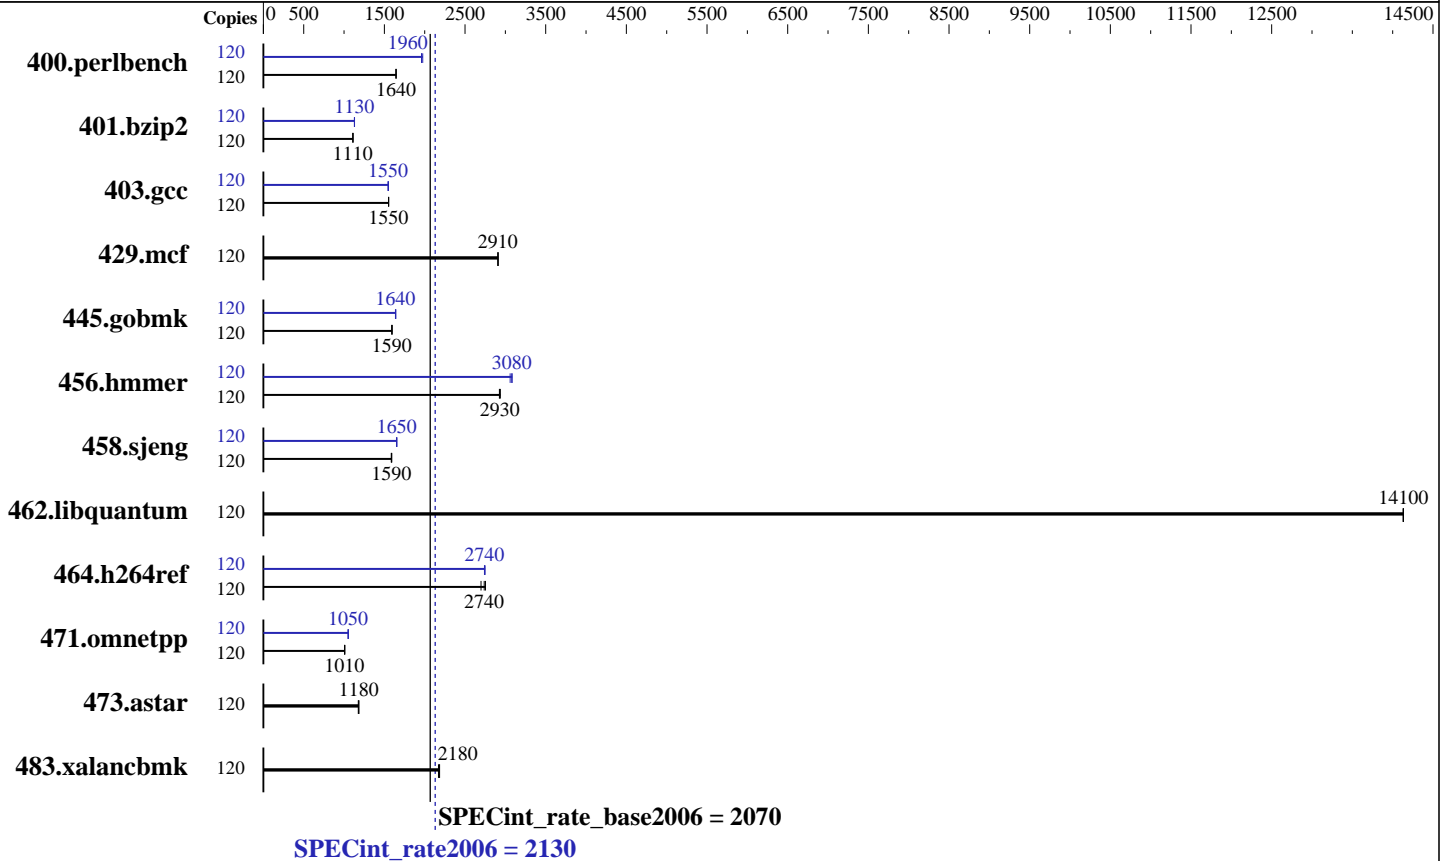 Copies 0 500 1500 2500 3500 4500 5500 6500 7500 8500 9500 10500 11500 12500 14500
400.perlbench 120 1960
120 1640
401.bzip2 120 1130
120 1110
403.gcc 120 1550
120 1550
429.mcf 120 2910
445.gobmk 120 1640
120 1590
456.hmmer 120 3080
120 2930
458.sjeng 120 1650
120 1590
462.libquantum 120 14100
464.h264ref 120 2740
120 2740
471.omnetpp 120 1050
120 1010
473.astar 120 1180
483.xalancbmk 120 2180
SPECint_rate_base2006 = 2070
SPECint_rate2006 = 2130